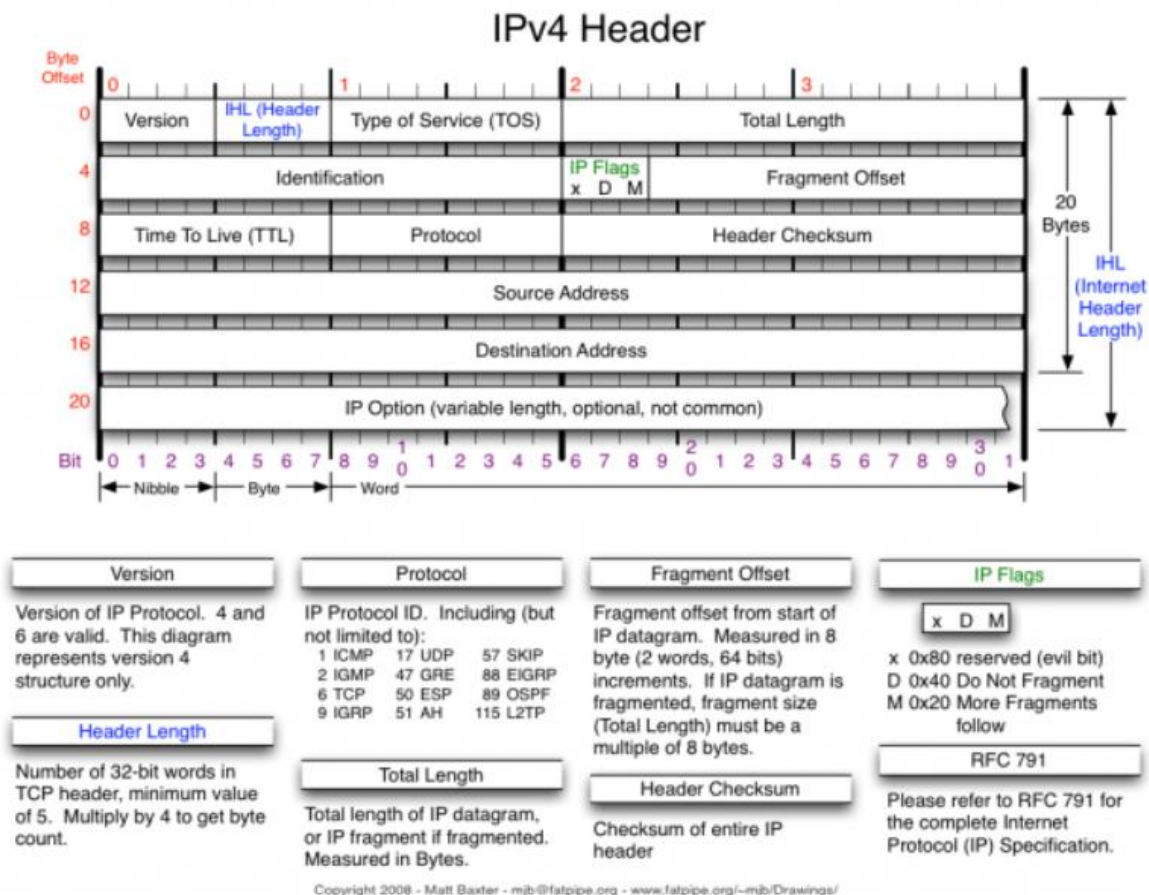 IPv4 Header
Byte
Offset
0 1 2 3
0 Version IHL (Header Length) Type of Service (TOS) Total Length
4 Identification IP Flags x D M Fragment Offset
8 Time To Live (TTL) Protocol Header Checksum
12 Source Address
16 Destination Address
20 IP Option (variable length, optional, not common)
20
Bytes
IHL
(Internet
Header
Length)
Bit 0 1 2 3 4 5 6 7 8 9 10 1 2 3 4 5 6 7 8 9 20 1 2 3 4 5 6 7 8 9 30 1
Nibble Byte Word
Version
Version of IP Protocol. 4 and
6 are valid. This diagram
represents version 4
structure only.
Header Length
Number of 32-bit words in
TCP header, minimum value
of 5. Multiply by 4 to get byte
count.
Protocol
IP Protocol ID. Including (but
not limited to):
1 ICMP 17 UDP 57 SKIP
2 IGMP 47 GRE 88 EIGRP
6 TCP 50 ESP 89 OSPF
9 IGRP 51 AH 115 L2TP
Total Length
Total length of IP datagram,
or IP fragment if fragmented.
Measured in Bytes.
Fragment Offset
Fragment offset from start of
IP datagram. Measured in 8
byte (2 words, 64 bits)
increments. If IP datagram is
fragmented, fragment size
(Total Length) must be a
multiple of 8 bytes.
Header Checksum
Checksum of entire IP
header
IP Flags
x D M
x 0x80 reserved (evil bit)
D 0x40 Do Not Fragment
M 0x20 More Fragments
follow
RFC 791
Please refer to RFC 791 for
the complete Internet
Protocol (IP) Specification.
Copyright 2008 - Matt Baxter - mjb@fatpipe.org - www.fatpipe.org/~mjb/Drawings/